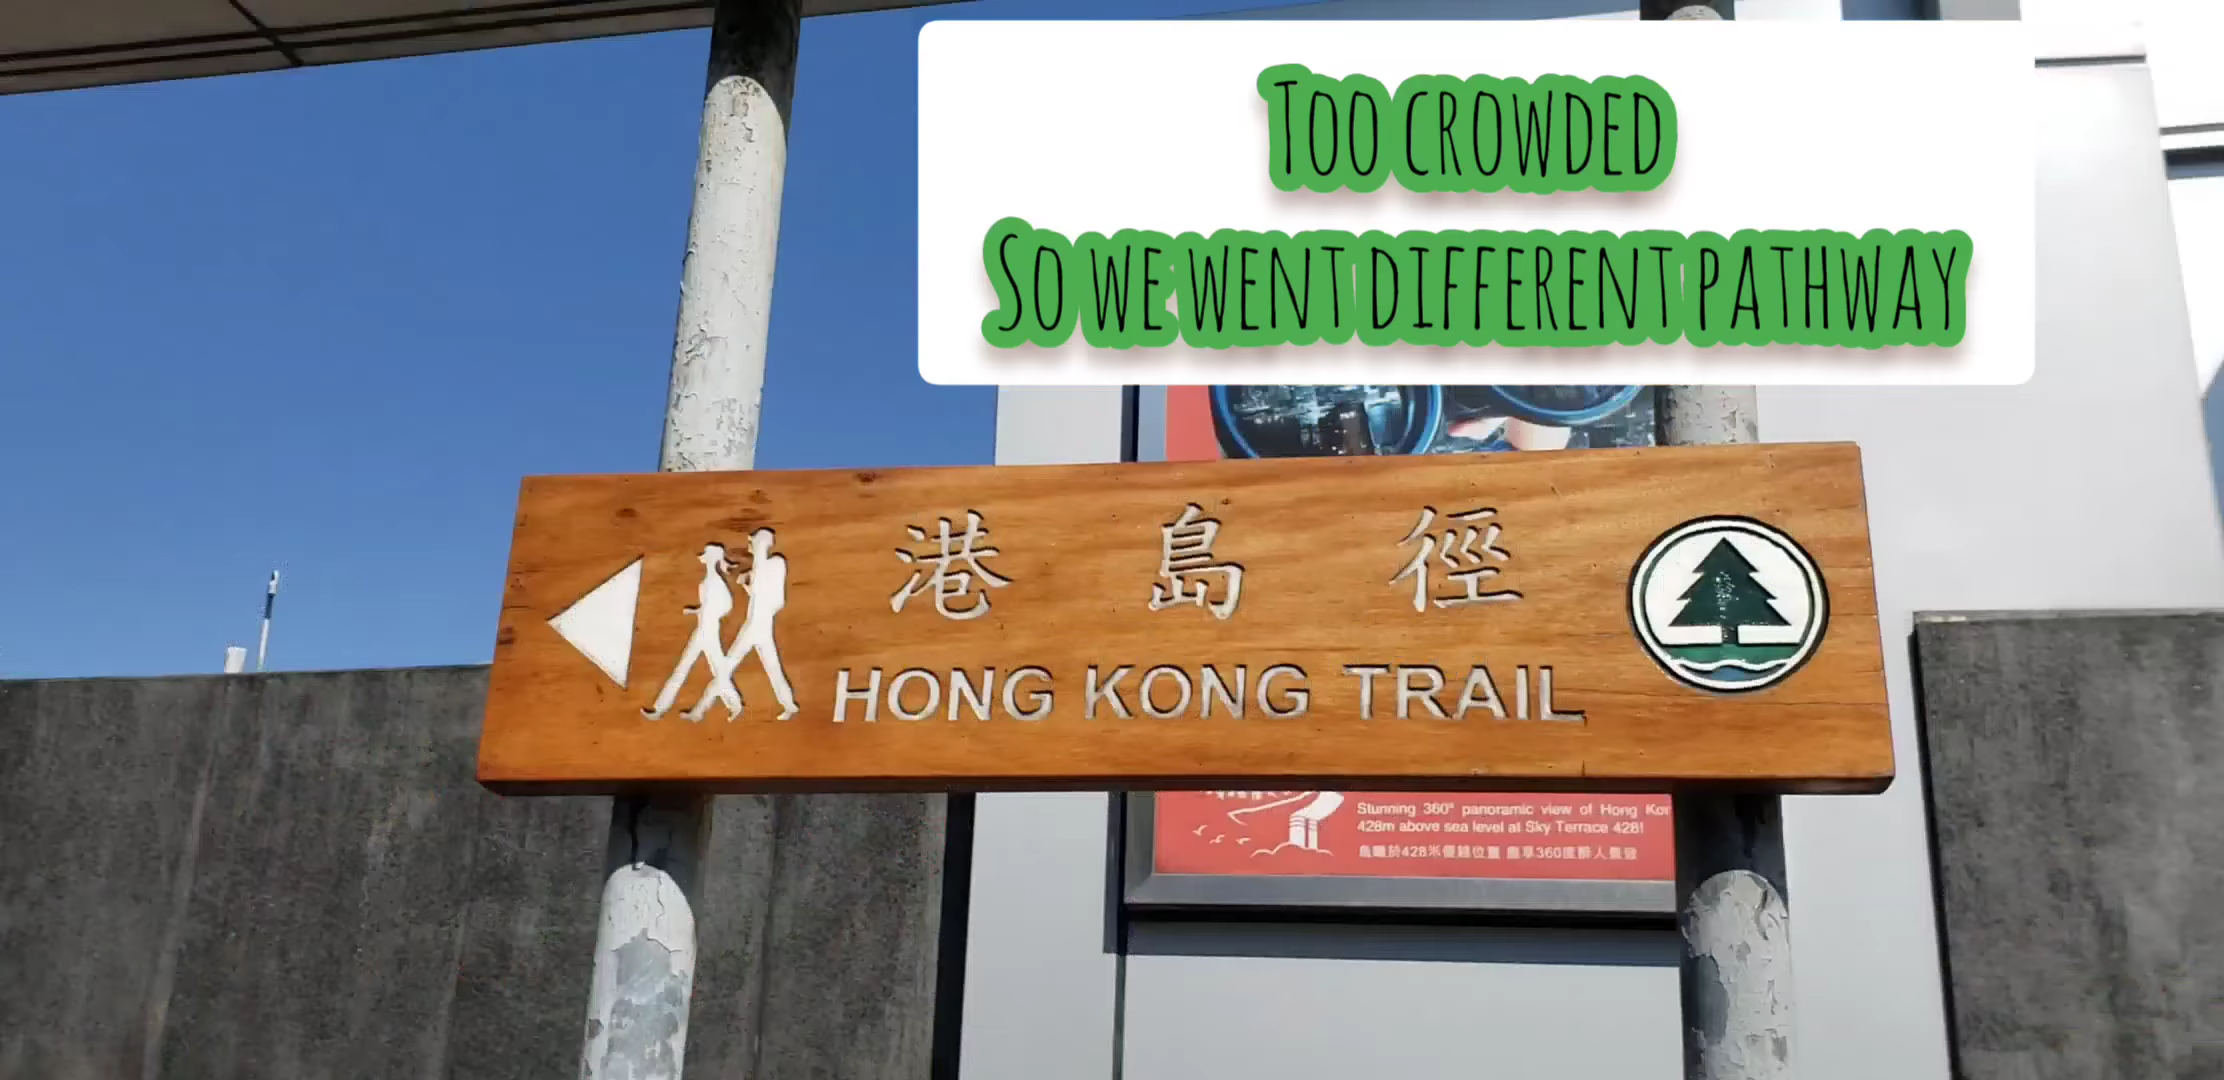 Too crowded
So we went different pathway
港島徑
HONG KONG TRAIL
Stunning 360° panoramic view of Hong Kon
428m above sea level at Sky Terrace 428!